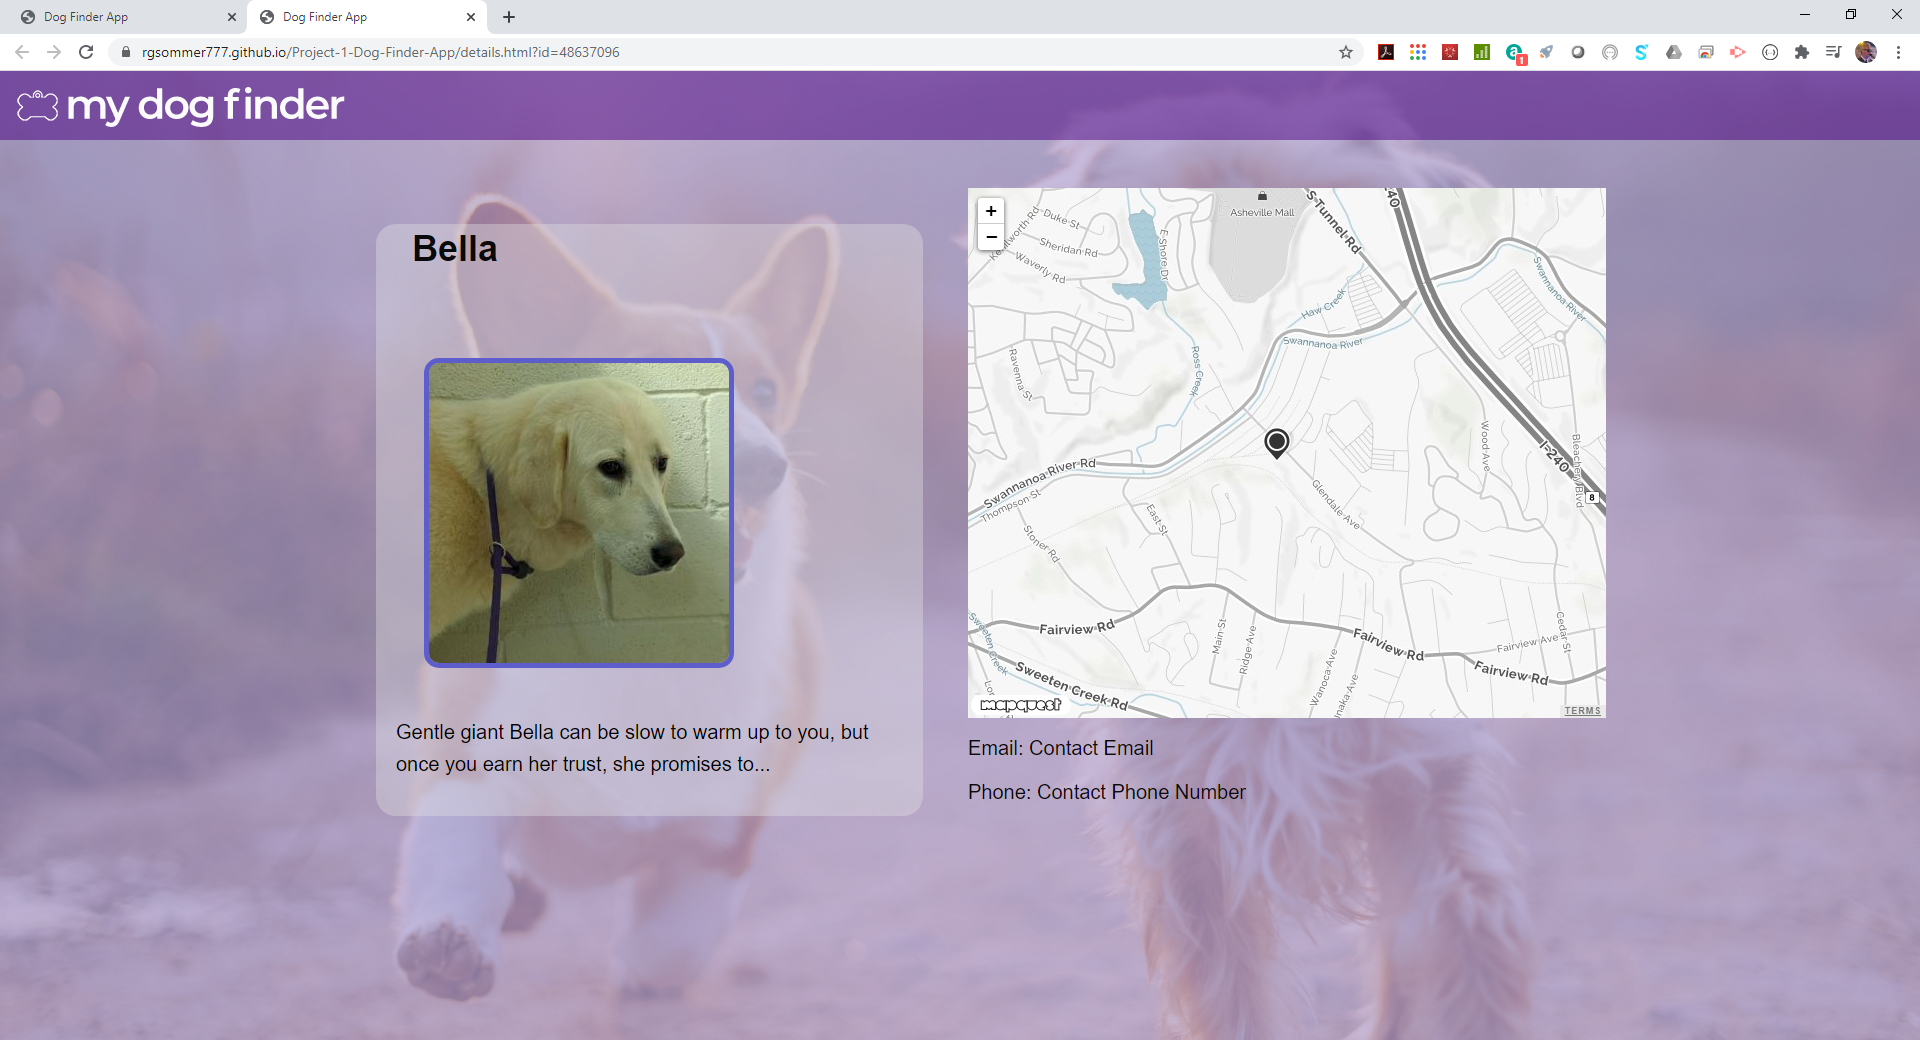 Dog Finder App
Dog Finder App
rgsommer777.github.io/Project-1-Dog-Finder-App/details.html?id=48637096
1
my dog finder
Bella
Gentle giant Bella can be slow to warm up to you, but
once you earn her trust, she promises to...
+
−
Asheville Mall
S Tunnel Rd
240
Duke St
Sheridan Rd
Waverly Rd
E Shore Dr
Haw Creek
Swannanoa River
Swannanoa River
Ross Creek
Ravenna St
Swannanoa River Rd
Thompson St
Stoner Rd
East St
Glendale Ave
Wood Ave
I-240
Bleachery Blvd
8
Fairview Rd
Main St
Ridge Ave
Fairview Rd
Fairview Ave
Cedar St
Fairview Rd
Sweeten Creek
Sweeten Creek Rd
Wanoca Ave
mapquest
TERMS
Email: Contact Email
Phone: Contact Phone Number